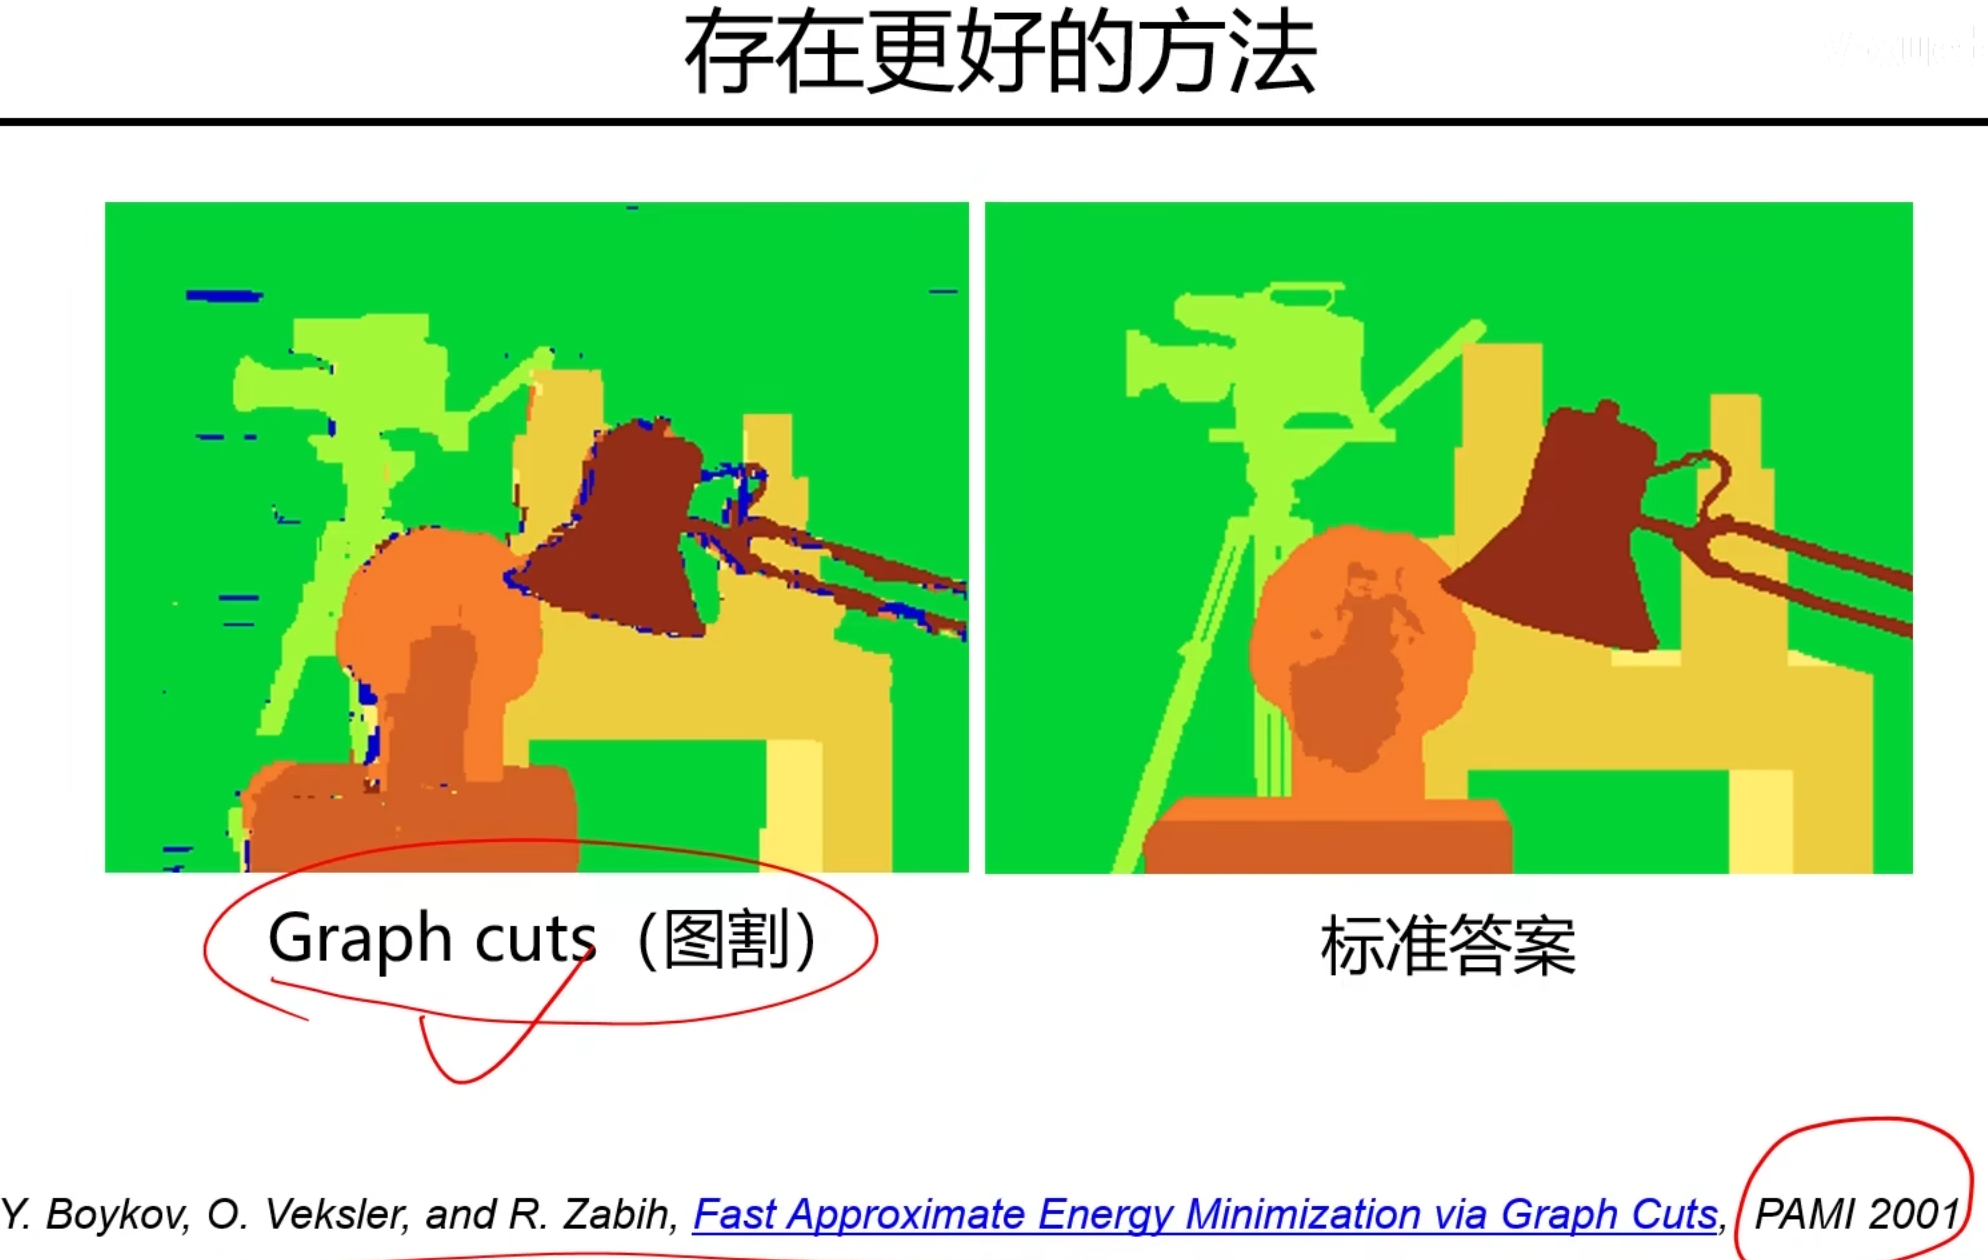 存在更好的方法
Graph cuts（图割）
标准答案
Y. Boykov, O. Veksler, and R. Zabih, Fast Approximate Energy Minimization via Graph Cuts, PAMI 2001